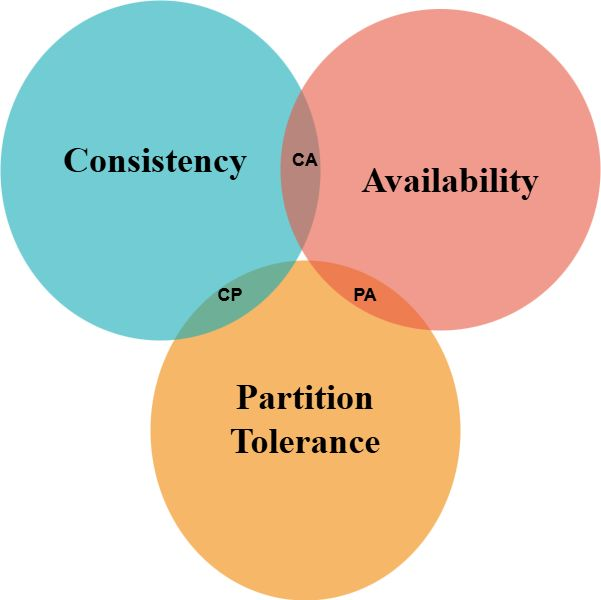 Consistency
CA
Availability
CP
PA
Partition
Tolerance